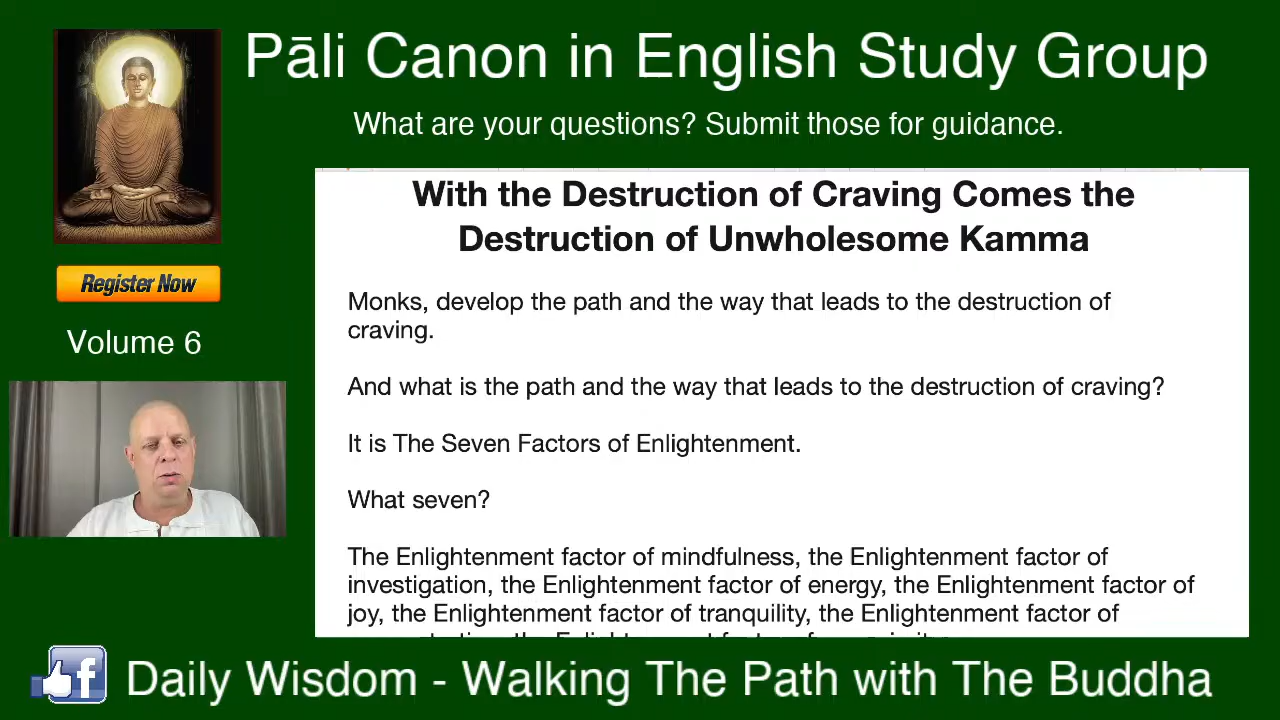 Pāli Canon in English Study Group
What are your questions? Submit those for guidance.
With the Destruction of Craving Comes the
Destruction of Unwholesome Kamma
Register Now
Volume 6
Monks, develop the path and the way that leads to the destruction of
craving.
And what is the path and the way that leads to the destruction of craving?
It is The Seven Factors of Enlightenment.
What seven?
The Enlightenment factor of mindfulness, the Enlightenment factor of
investigation, the Enlightenment factor of energy, the Enlightenment factor of
joy, the Enlightenment factor of tranquility, the Enlightenment factor of
f
Daily Wisdom - Walking The Path with The Buddha